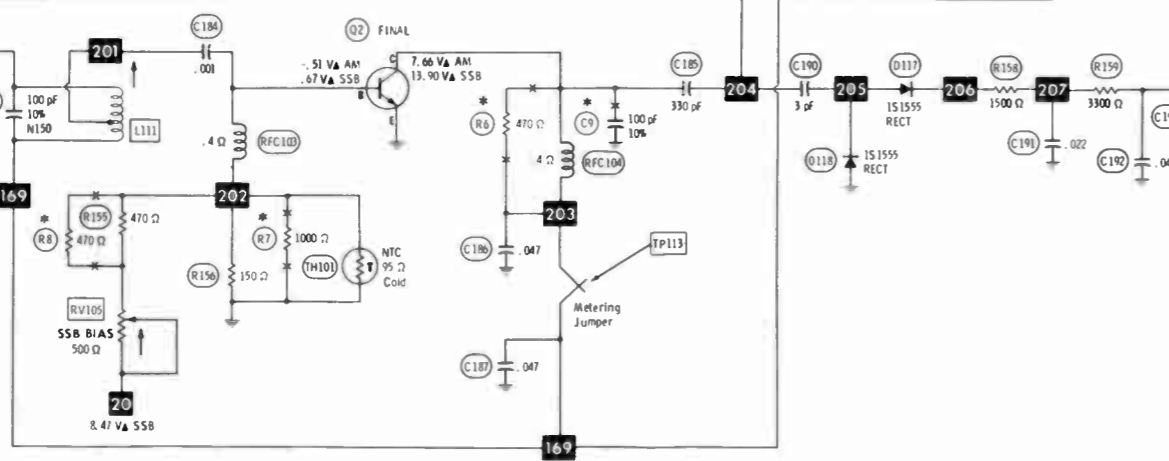 Q2 FINAL
C184
.001
201
-.51 V▲ AM
.67 V▲ SSB
C
B
E
7.66 V▲ AM
13.90 V▲ SSB
C185
330 pF
204
C190
3 pF
205
D117
1S1555
RECT
206
R158
1500 Ω
207
R159
3300 Ω
100 pF
10%
N150
L111
.4 Ω
RFC103
*
R6
470 Ω
*
C9
100 pF
10%
.4 Ω
RFC104
D118
1S1555
RECT
C191
.022
C192
169
202
203
*
R8
470 Ω
R155
470 Ω
R156
150 Ω
*
R7
1000 Ω
TH101
T
NTC
95 Ω
Cold
C186
.047
TP113
Metering
Jumper
RV105
SSB BIAS
500 Ω
C187
.047
20
8.47 V▲ SSB
169